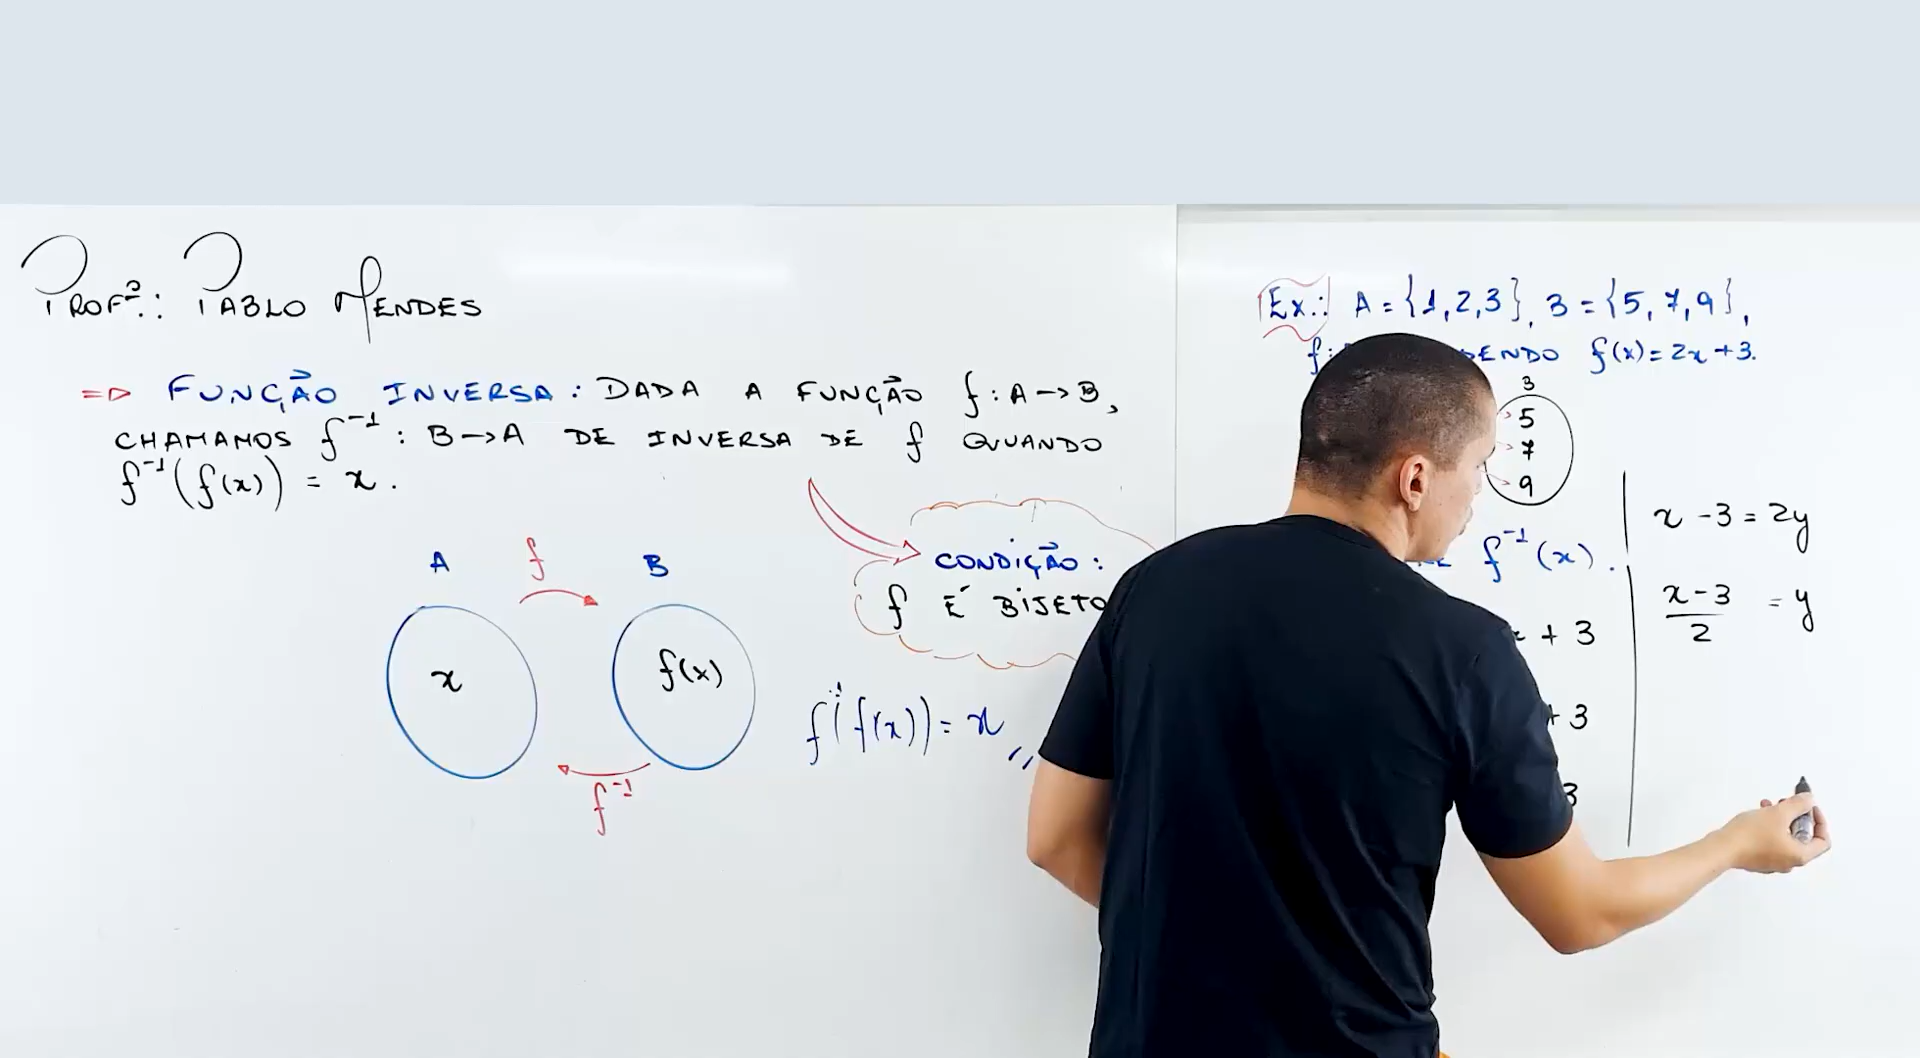 Profº.: Pablo Mendes
=> FUNÇÃO INVERSA: DADA A FUNÇÃO f: A→B,
CHAMAMOS f⁻¹: B→A DE INVERSA DE f QUANDO
f⁻¹(f(x)) = x.
A f B
x f(x)
f⁻¹
CONDIÇÃO:
f É BIJETO
f⁻¹(f(x)) = x
Ex.: A = {1,2,3}, B = {5,7,9},
f: f(x) = 2x+3.
B
5
7
9
f⁻¹(x).
+ 3
+ 3
3
x - 3 = 2y
(x-3)/2 = y